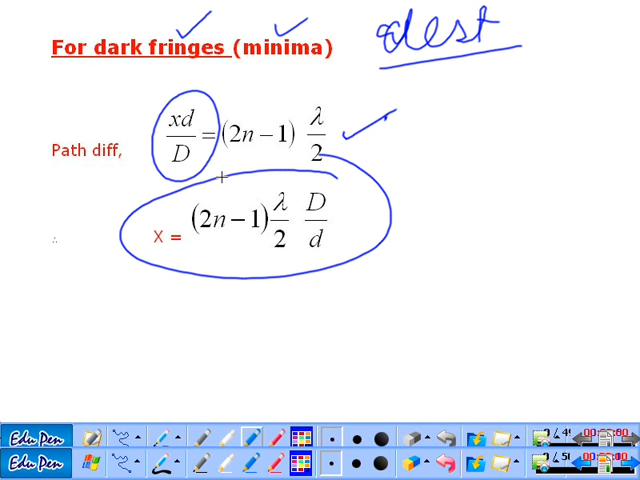 For dark fringes (minima) dest
Path diff, xd/D = (2n − 1) λ/2
∴ X = (2n − 1) λ/2 D/d
Edu Pen
Edu Pen